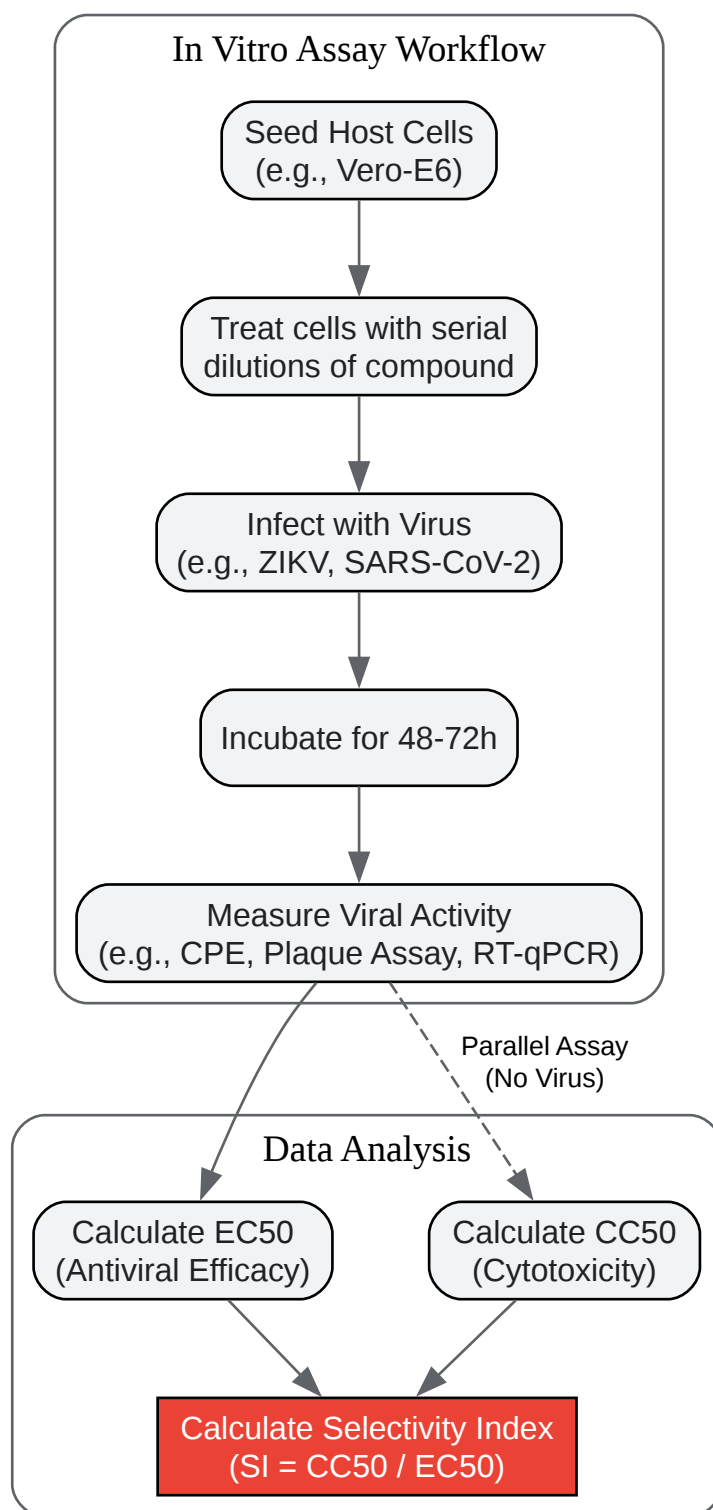 In Vitro Assay Workflow
Seed Host Cells
(e.g., Vero-E6)
Treat cells with serial
dilutions of compound
Infect with Virus
(e.g., ZIKV, SARS-CoV-2)
Incubate for 48-72h
Measure Viral Activity
(e.g., CPE, Plaque Assay, RT-qPCR)
Parallel Assay
(No Virus)
Data Analysis
Calculate EC50
(Antiviral Efficacy)
Calculate CC50
(Cytotoxicity)
Calculate Selectivity Index
(SI = CC50 / EC50)